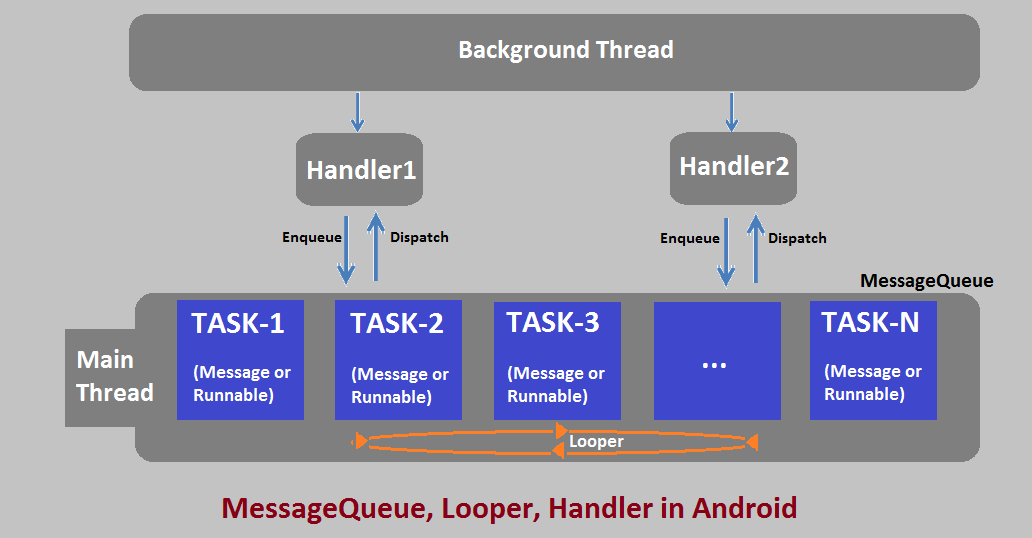 Background Thread
Handler1
Handler2
Enqueue
Dispatch
Enqueue
Dispatch
MessageQueue
Main
Thread
TASK-1
(Message or
Runnable)
TASK-2
(Message or
Runnable)
TASK-3
(Message or
Runnable)
...
TASK-N
(Message or
Runnable)
Looper
MessageQueue, Looper, Handler in Android